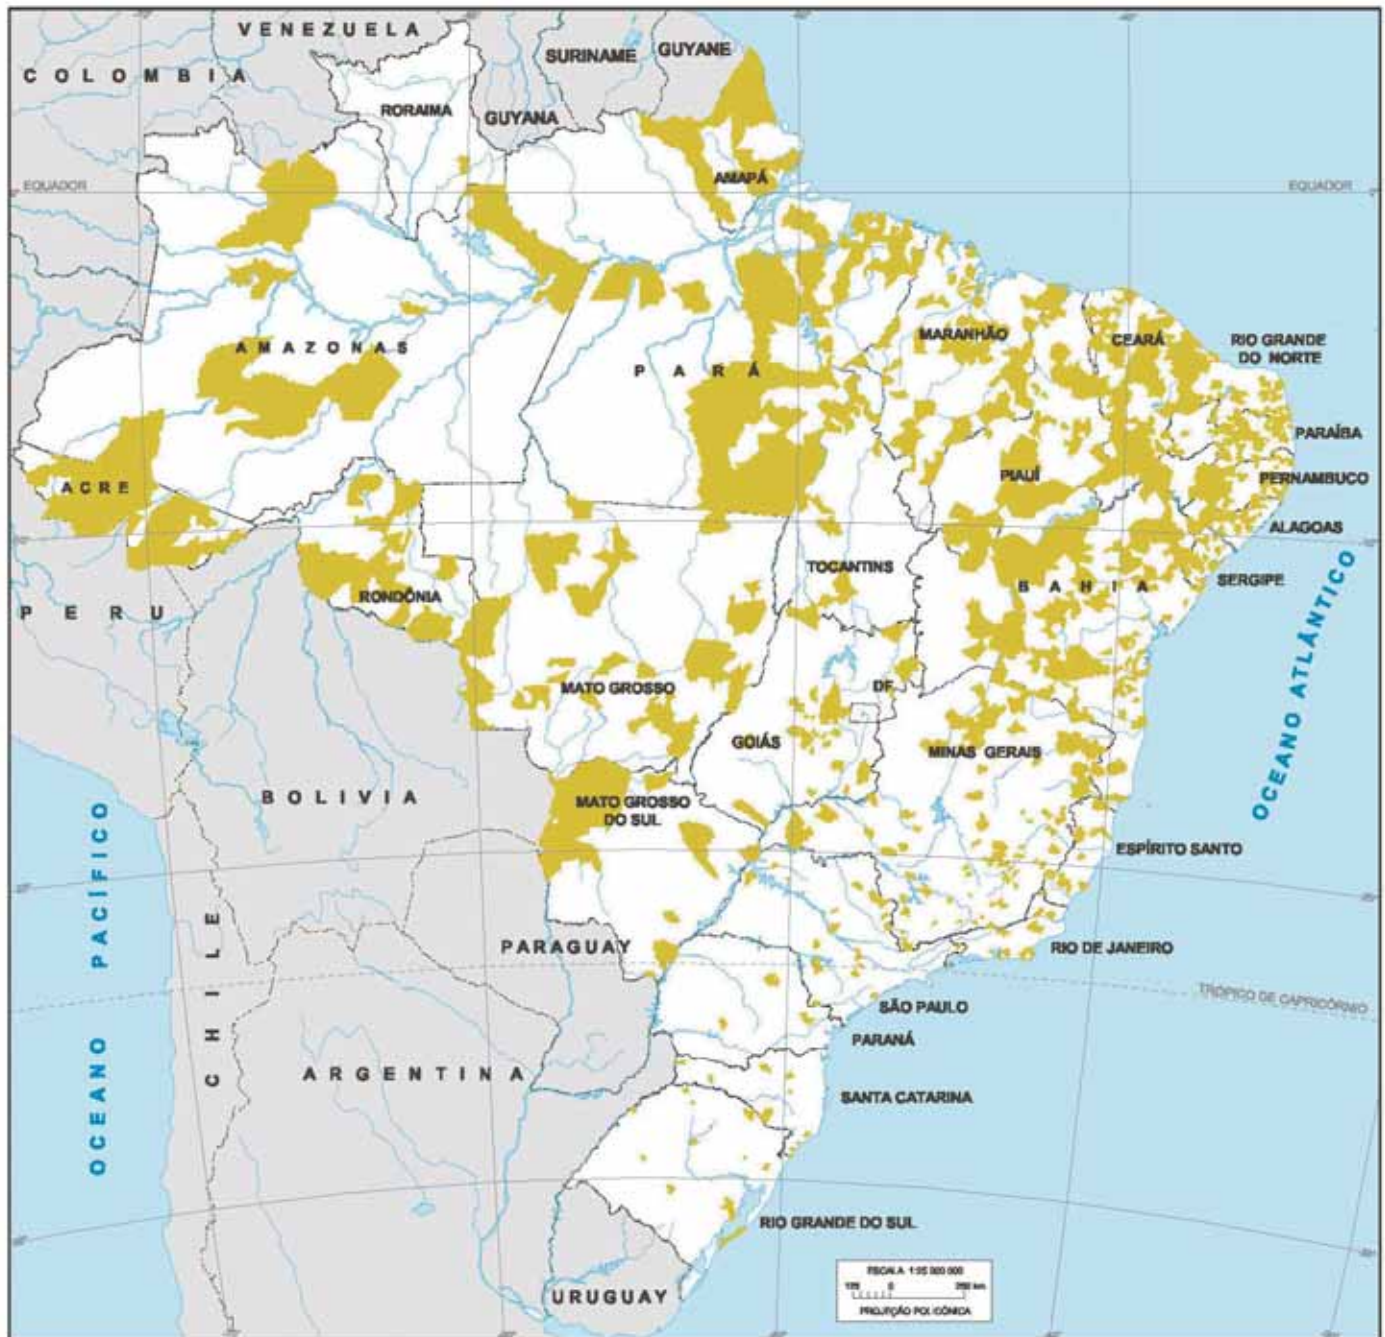 VENEZUELA
COLOMBIA
SURINAME
GUYANE
RORAIMA
GUYANA
EQUADOR
AMAPÁ
EQUADOR
MARANHÃO
CEARÁ
RIO GRANDE
DO NORTE
AMAZONAS
PARÁ
PARAÍBA
PIAUÍ
PERNAMBUCO
ACRE
ALAGOAS
TOCANTINS
SERGIPE
BAHIA
RONDÔNIA
PERU
MATO GROSSO
DF
OCEANO ATLÂNTICO
GOIÁS
MINAS GERAIS
BOLIVIA
MATO GROSSO
DO SUL
ESPÍRITO SANTO
OCEANO PACÍFICO
CHILE
PARAGUAY
RIO DE JANEIRO
TRÓPICO DE CAPRICÓRNIO
SÃO PAULO
PARANÁ
ARGENTINA
SANTA CATARINA
RIO GRANDE DO SUL
URUGUAY
ESCALA
0
km
PROJEÇÃO POLICÔNICA